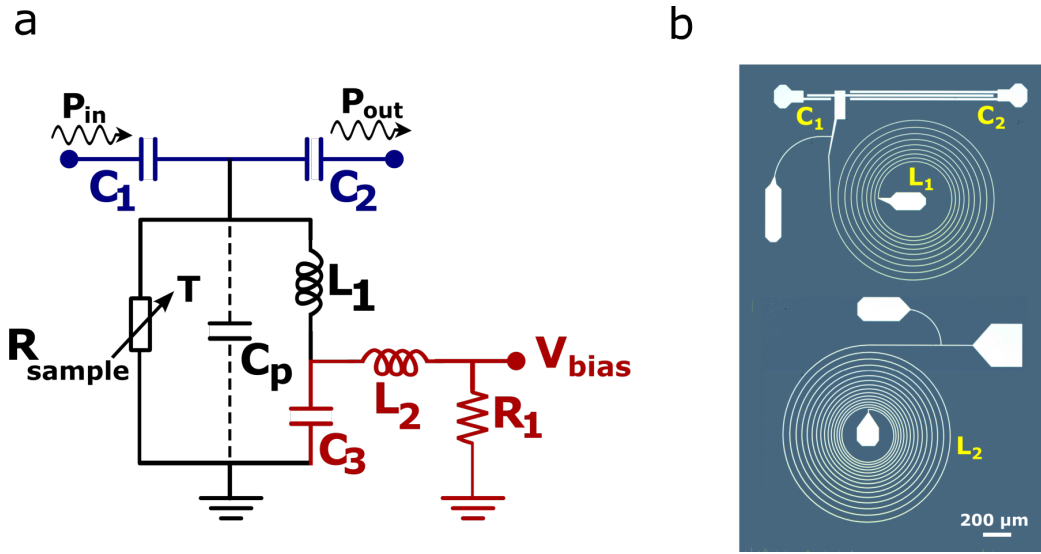 a
b
P_in
P_out
C_1
C_2
T
R_sample
C_p
L_1
L_2
V_bias
R_1
C_3
C_1
C_2
L_1
L_2
200 µm